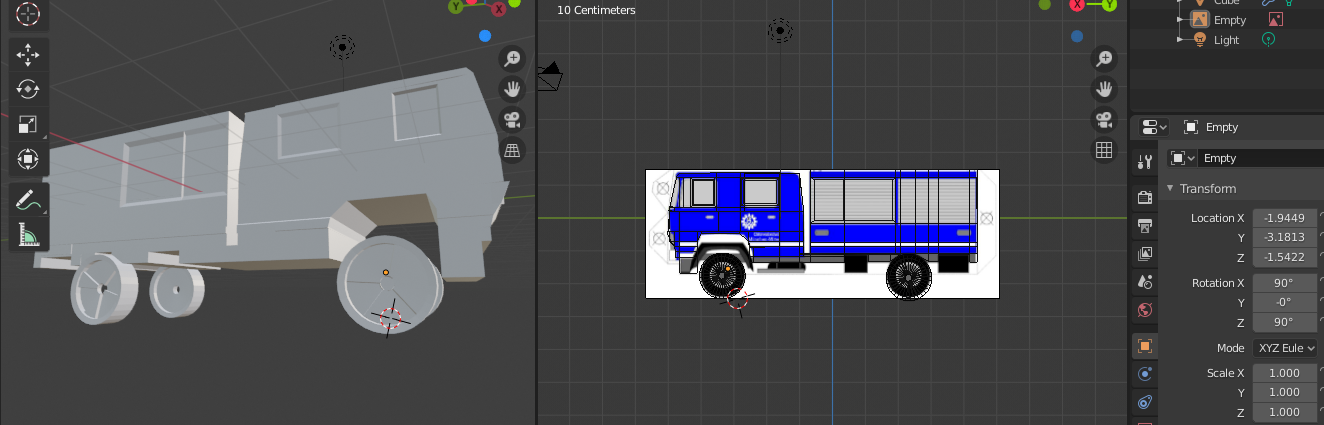 Y
X
10 Centimeters
X
Y
Cube
Empty
Light
Empty
Empty
Transform
Location X -1.9449
Y -3.1813
Z -1.5422
Rotation X 90°
Y -0°
Z 90°
Mode XYZ Eule
Scale X 1.000
Y 1.000
Z 1.000